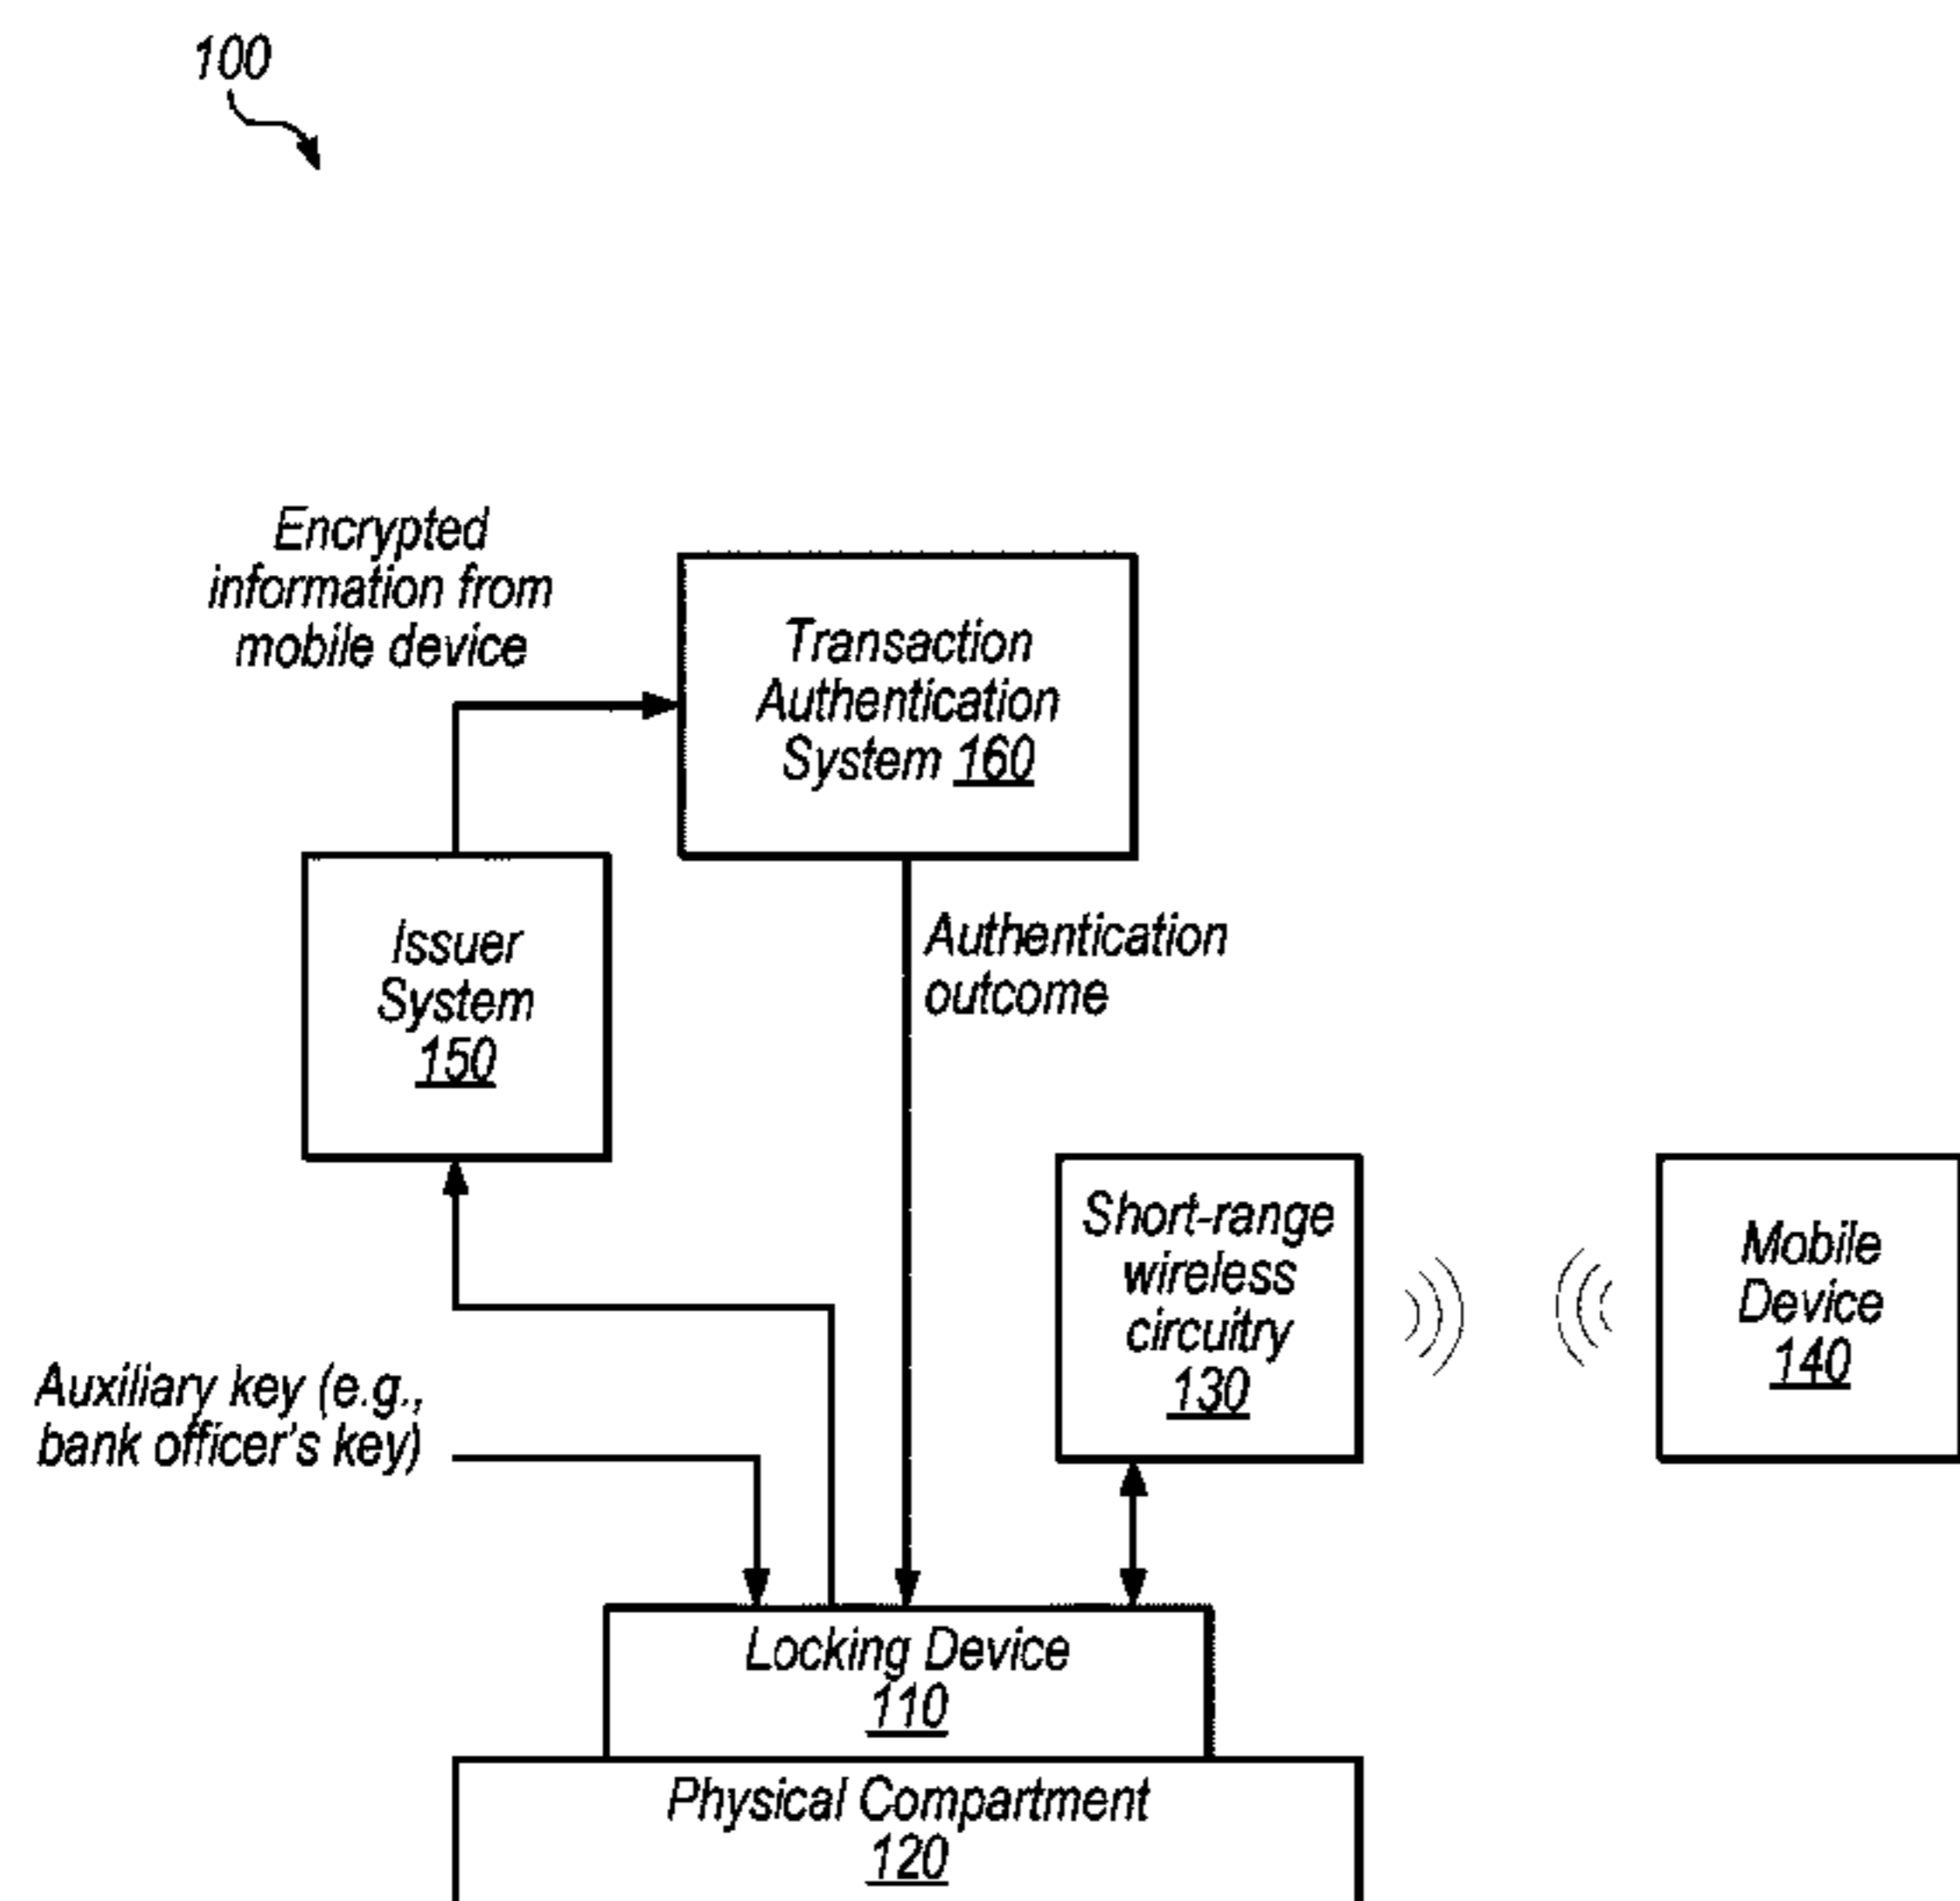 100
Encrypted
information from
mobile device
Transaction
Authentication
System 160
Issuer
System
150
Authentication
outcome
Short-range
wireless
circuitry
130
Mobile
Device
140
Auxiliary key (e.g.,
bank officer's key)
Locking Device
110
Physical Compartment
120